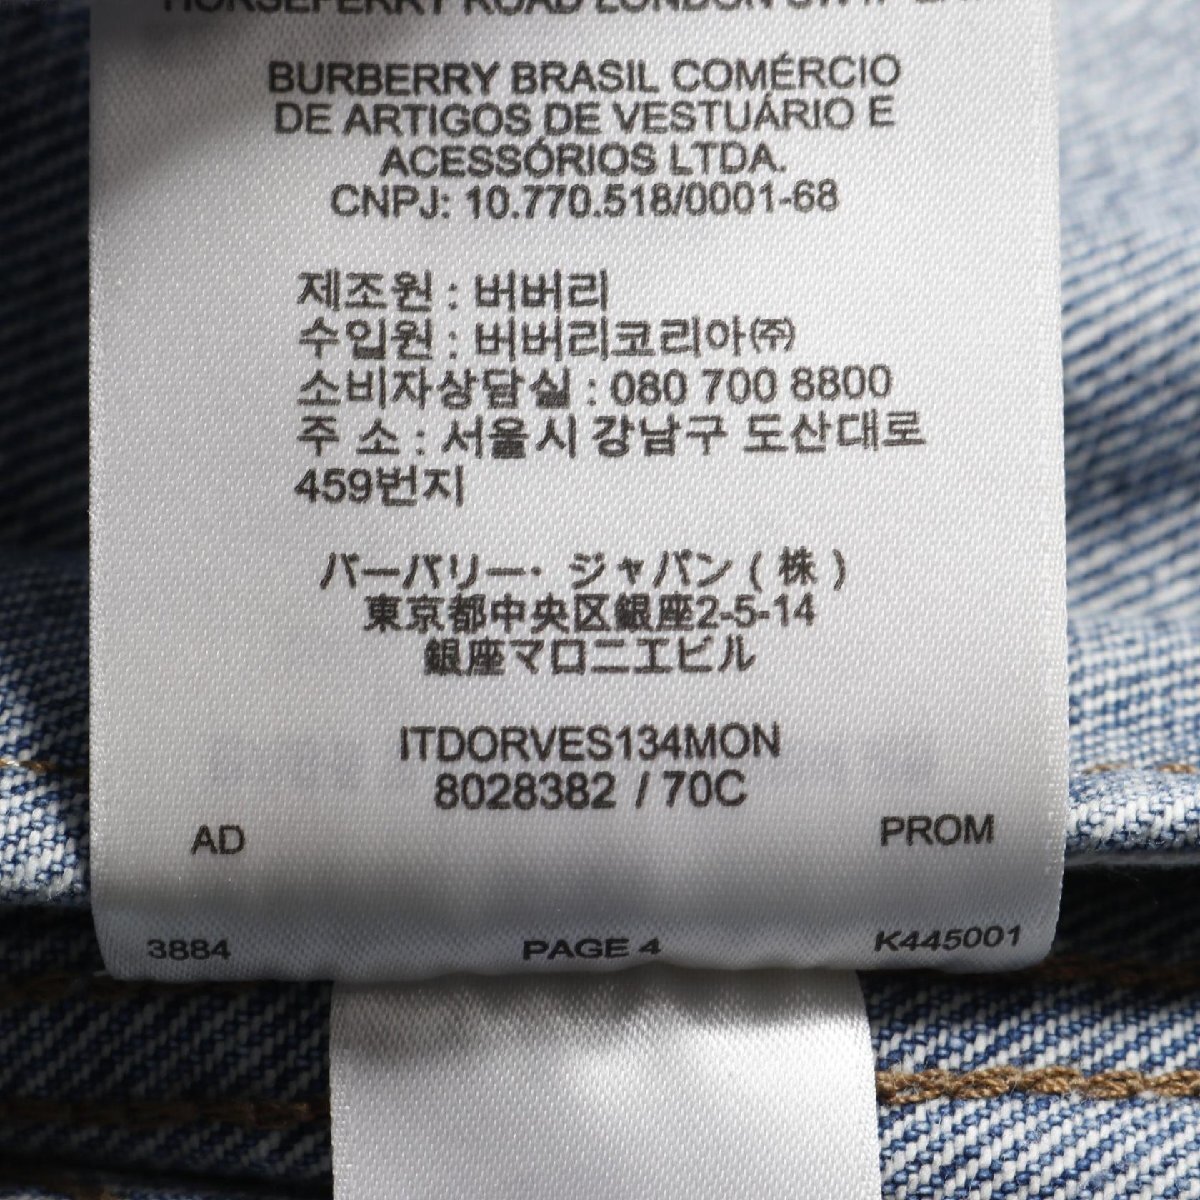 HORSEFERRY ROAD LONDON SW1P
BURBERRY BRASIL COMÉRCIO
DE ARTIGOS DE VESTUÁRIO E
ACESSÓRIOS LTDA.
CNPJ: 10.770.518/0001-68
제조원 : 버버리
수입원 : 버버리코리아㈜
소비자상담실 : 080 700 8800
주 소 : 서울시 강남구 도산대로
459번지
バーバリー・ジャパン ( 株 )
東京都中央区銀座2-5-14
銀座マロニエビル
ITDORVES134MON
8028382 / 70C
AD
PROM
3884
PAGE 4
K445001